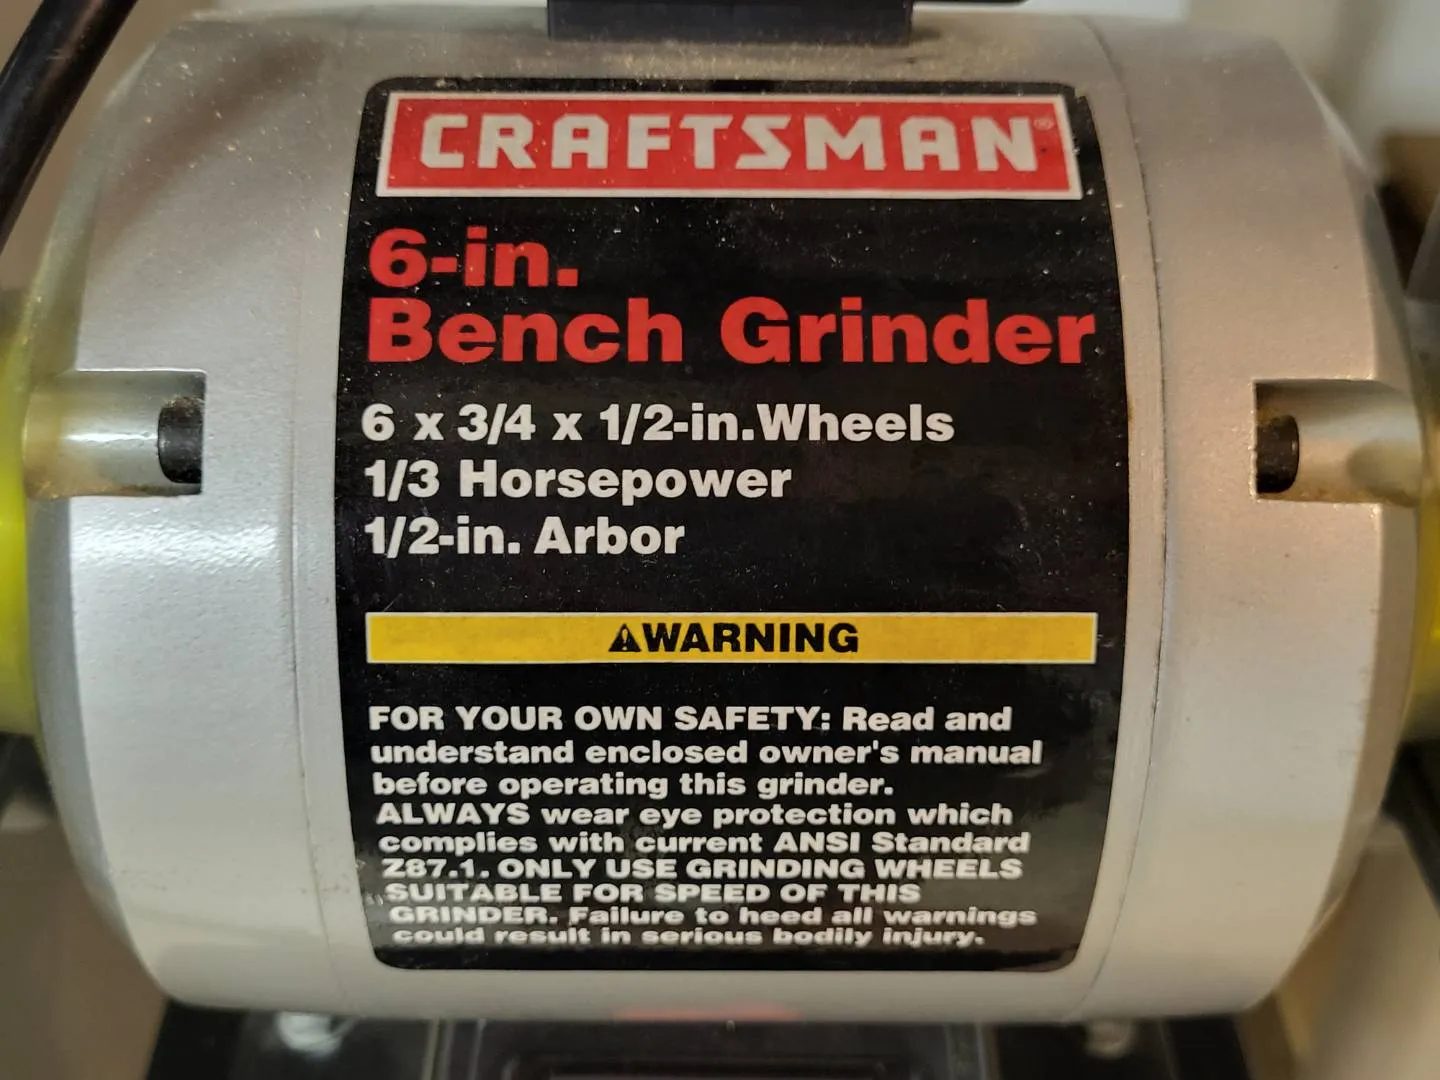 CRAFTSMAN®
6-in.
Bench Grinder
6 x 3/4 x 1/2-in.Wheels
1/3 Horsepower
1/2-in. Arbor
⚠WARNING
FOR YOUR OWN SAFETY: Read and
understand enclosed owner's manual
before operating this grinder.
ALWAYS wear eye protection which
complies with current ANSI Standard
Z87.1. ONLY USE GRINDING WHEELS
SUITABLE FOR SPEED OF THIS
GRINDER. Failure to heed all warnings
could result in serious bodily injury.